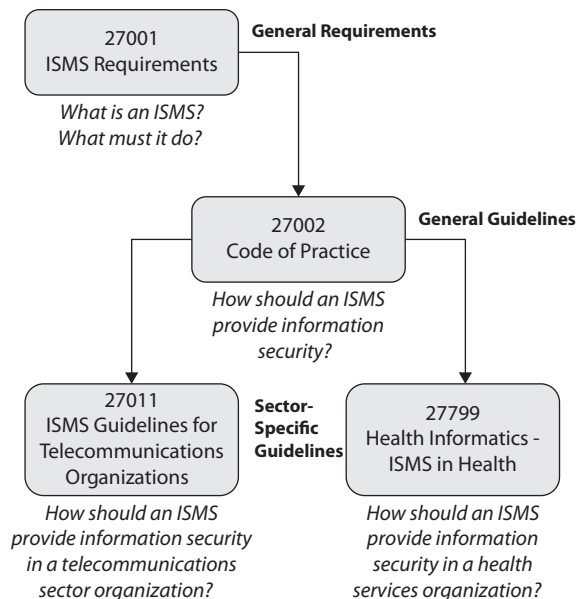 27001
ISMS Requirements
General Requirements
What is an ISMS?
What must it do?
27002
Code of Practice
General Guidelines
How should an ISMS
provide information
security?
27011
ISMS Guidelines for
Telecommunications
Organizations
Sector-
Specific
Guidelines
27799
Health Informatics -
ISMS in Health
How should an ISMS
provide information security
in a telecommunications
sector organization?
How should an ISMS
provide information
security in a health
services organization?